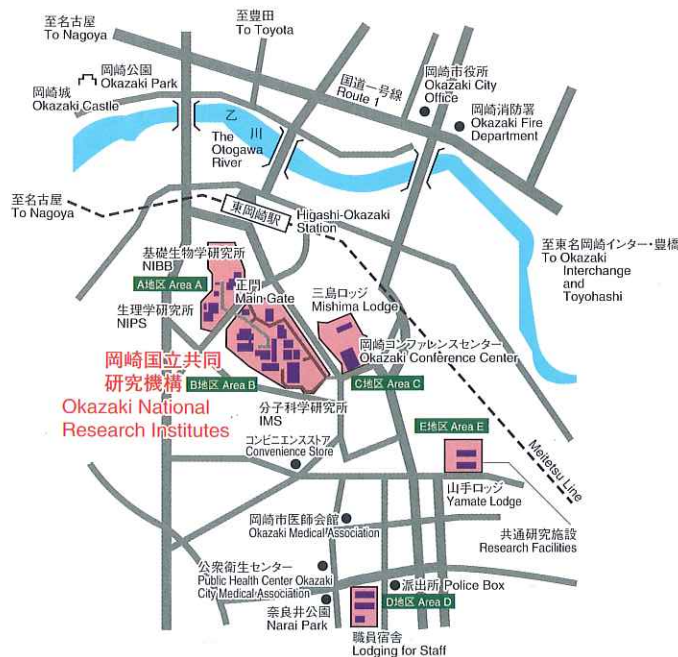 至名古屋
To Nagoya
至豊田
To Toyota
国道一号線
Route 1
岡崎市役所
Okazaki City
Office
岡崎公園
Okazaki Park
岡崎城
Okazaki Castle
乙
川
The
Otogawa
River
岡崎消防署
Okazaki Fire
Department
至名古屋
To Nagoya
東岡崎駅
Higashi-Okazaki
Station
至東名岡崎インター・豊橋
To Okazaki
Interchange
and
Toyohashi
基礎生物学研究所
NIBB
A地区 Area A
正門
Main Gate
三島ロッジ
Mishima Lodge
生理学研究所
NIPS
岡崎コンファレンスセンター
Okazaki Conference Center
岡崎国立共同
研究機構
Okazaki National
Research Institutes
B地区 Area B
C地区 Area C
分子科学研究所
IMS
E地区 Area E
コンビニエンスストア
Convenience Store
Meitetsu Line
山手ロッジ
Yamate Lodge
岡崎市医師会館
Okazaki Medical Association
共通研究施設
Research Facilities
公衆衛生センター
Public Health Center Okazaki
City Medical Association
派出所 Police Box
奈良井公園
Narai Park
D地区 Area D
職員宿舎
Lodging for Staff